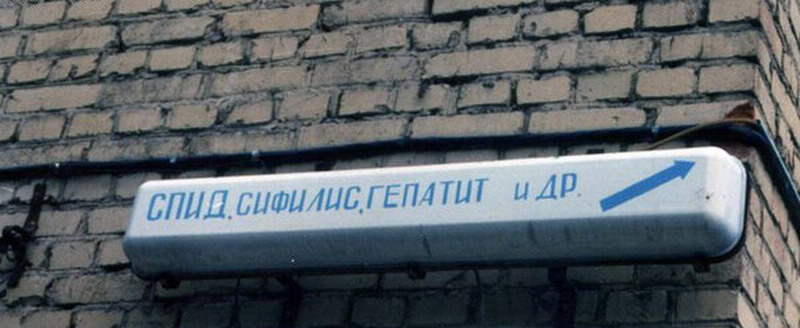 СПИД, СИФИЛИС, ГЕПАТИТ и ДР.